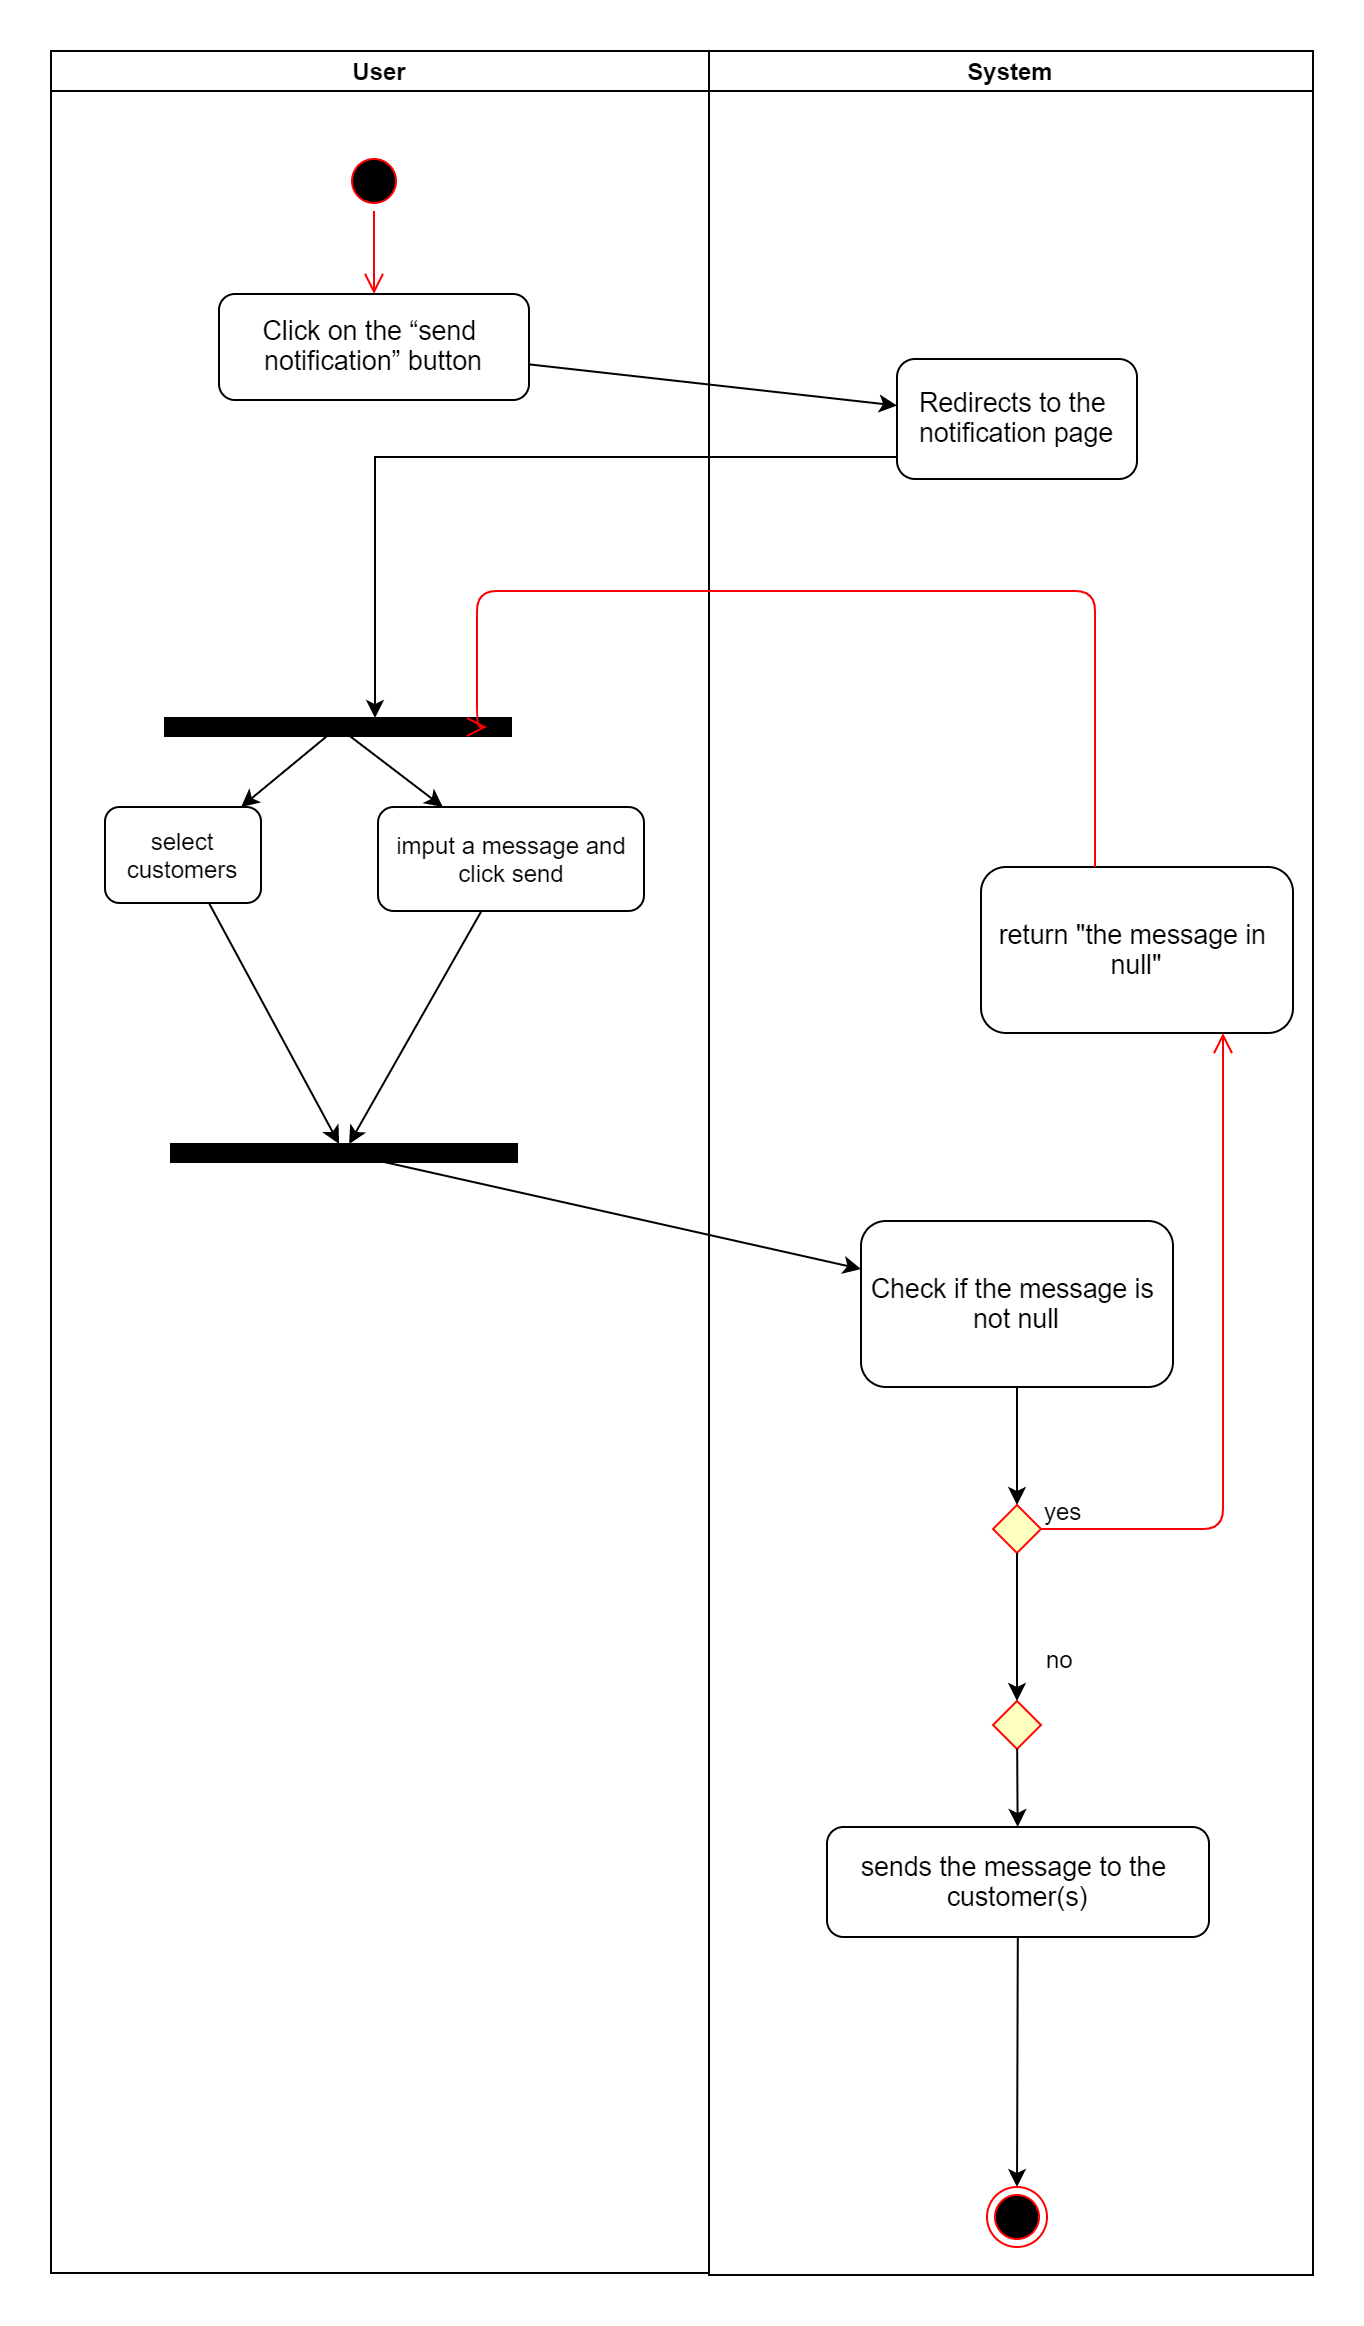 User
System
Click on the “send
notification” button
Redirects to the
notification page
select
customers
imput a message and
click send
return "the message in
null"
Check if the message is
not null
yes
no
sends the message to the
customer(s)